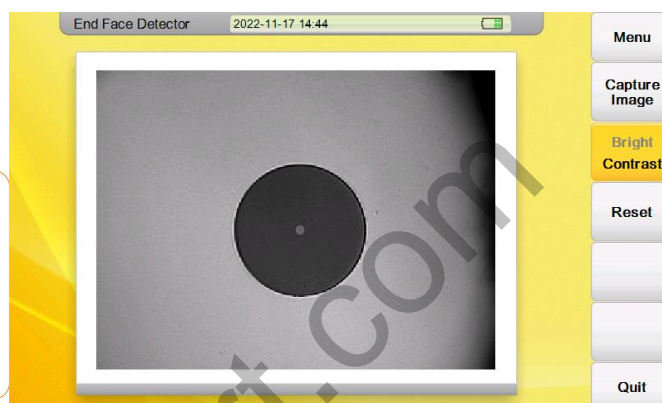 End Face Detector
2022-11-17 14:44
Menu
Capture
Image
Bright
Contrast
Reset
Quit